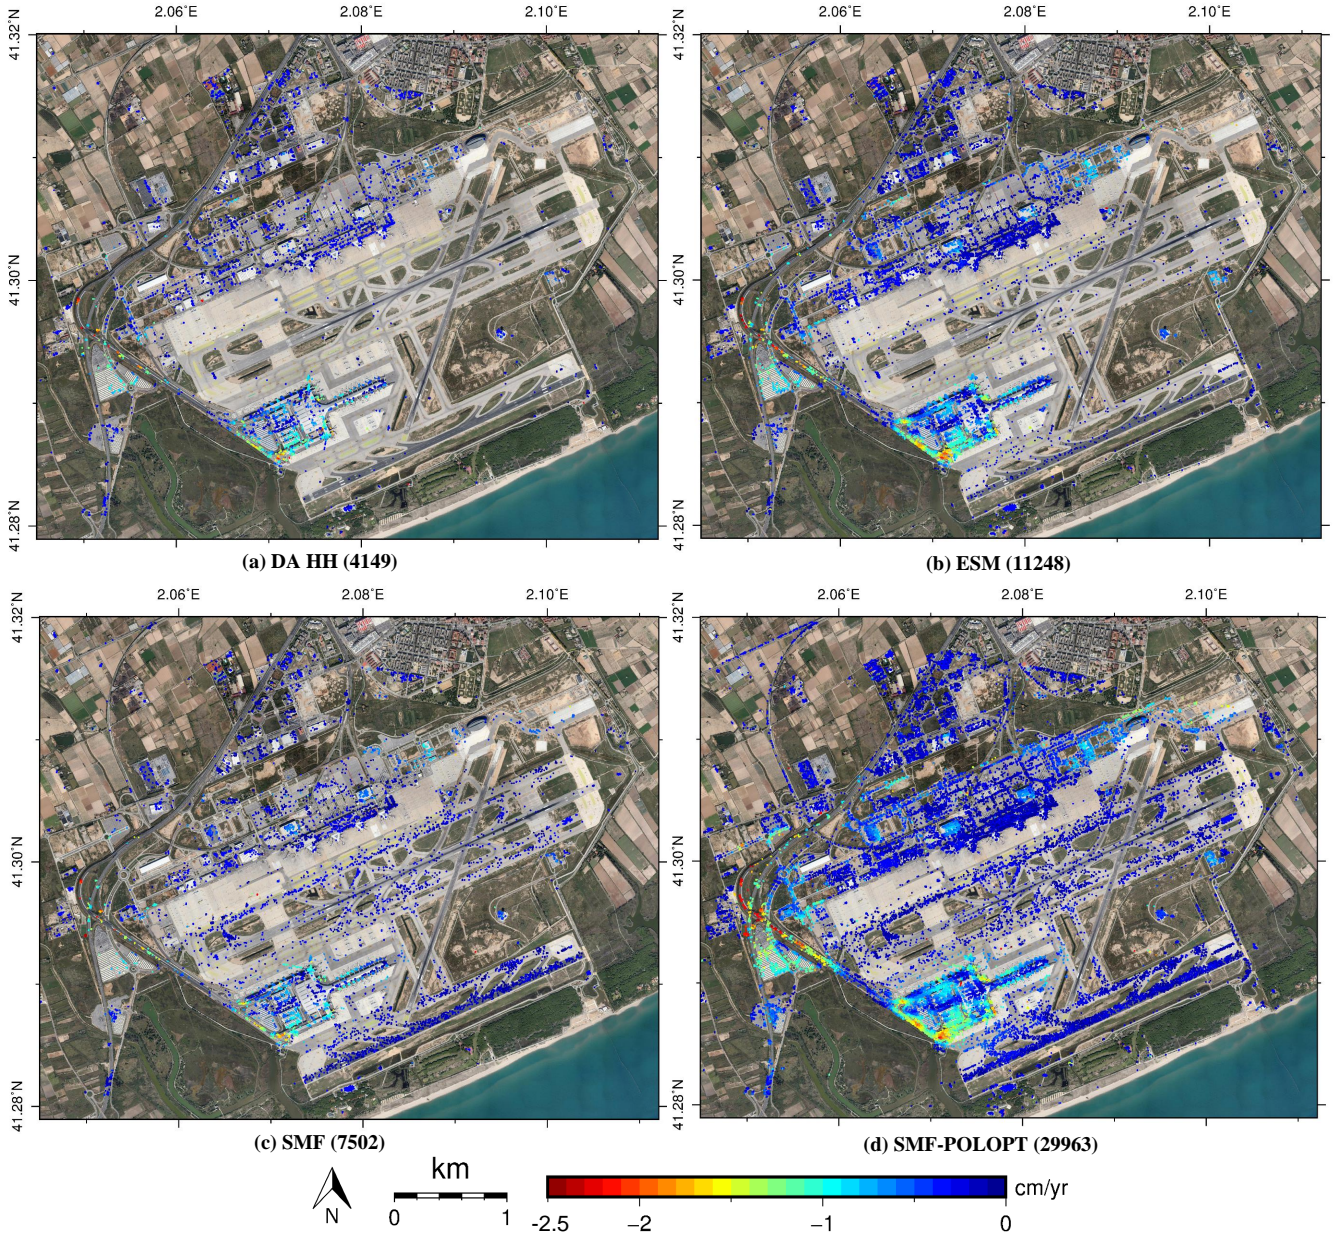 2.06°E 2.08°E 2.10°E
2.06°E 2.08°E 2.10°E
41.32°N
41.30°N
41.28°N
41.32°N
41.30°N
41.28°N
(a) DA HH (4149)
(b) ESM (11248)
2.06°E 2.08°E 2.10°E
2.06°E 2.08°E 2.10°E
41.32°N
41.30°N
41.28°N
41.32°N
41.30°N
41.28°N
(c) SMF (7502)
(d) SMF-POLOPT (29963)
N
km
0 1
cm/yr
-2.5 −2 −1 0